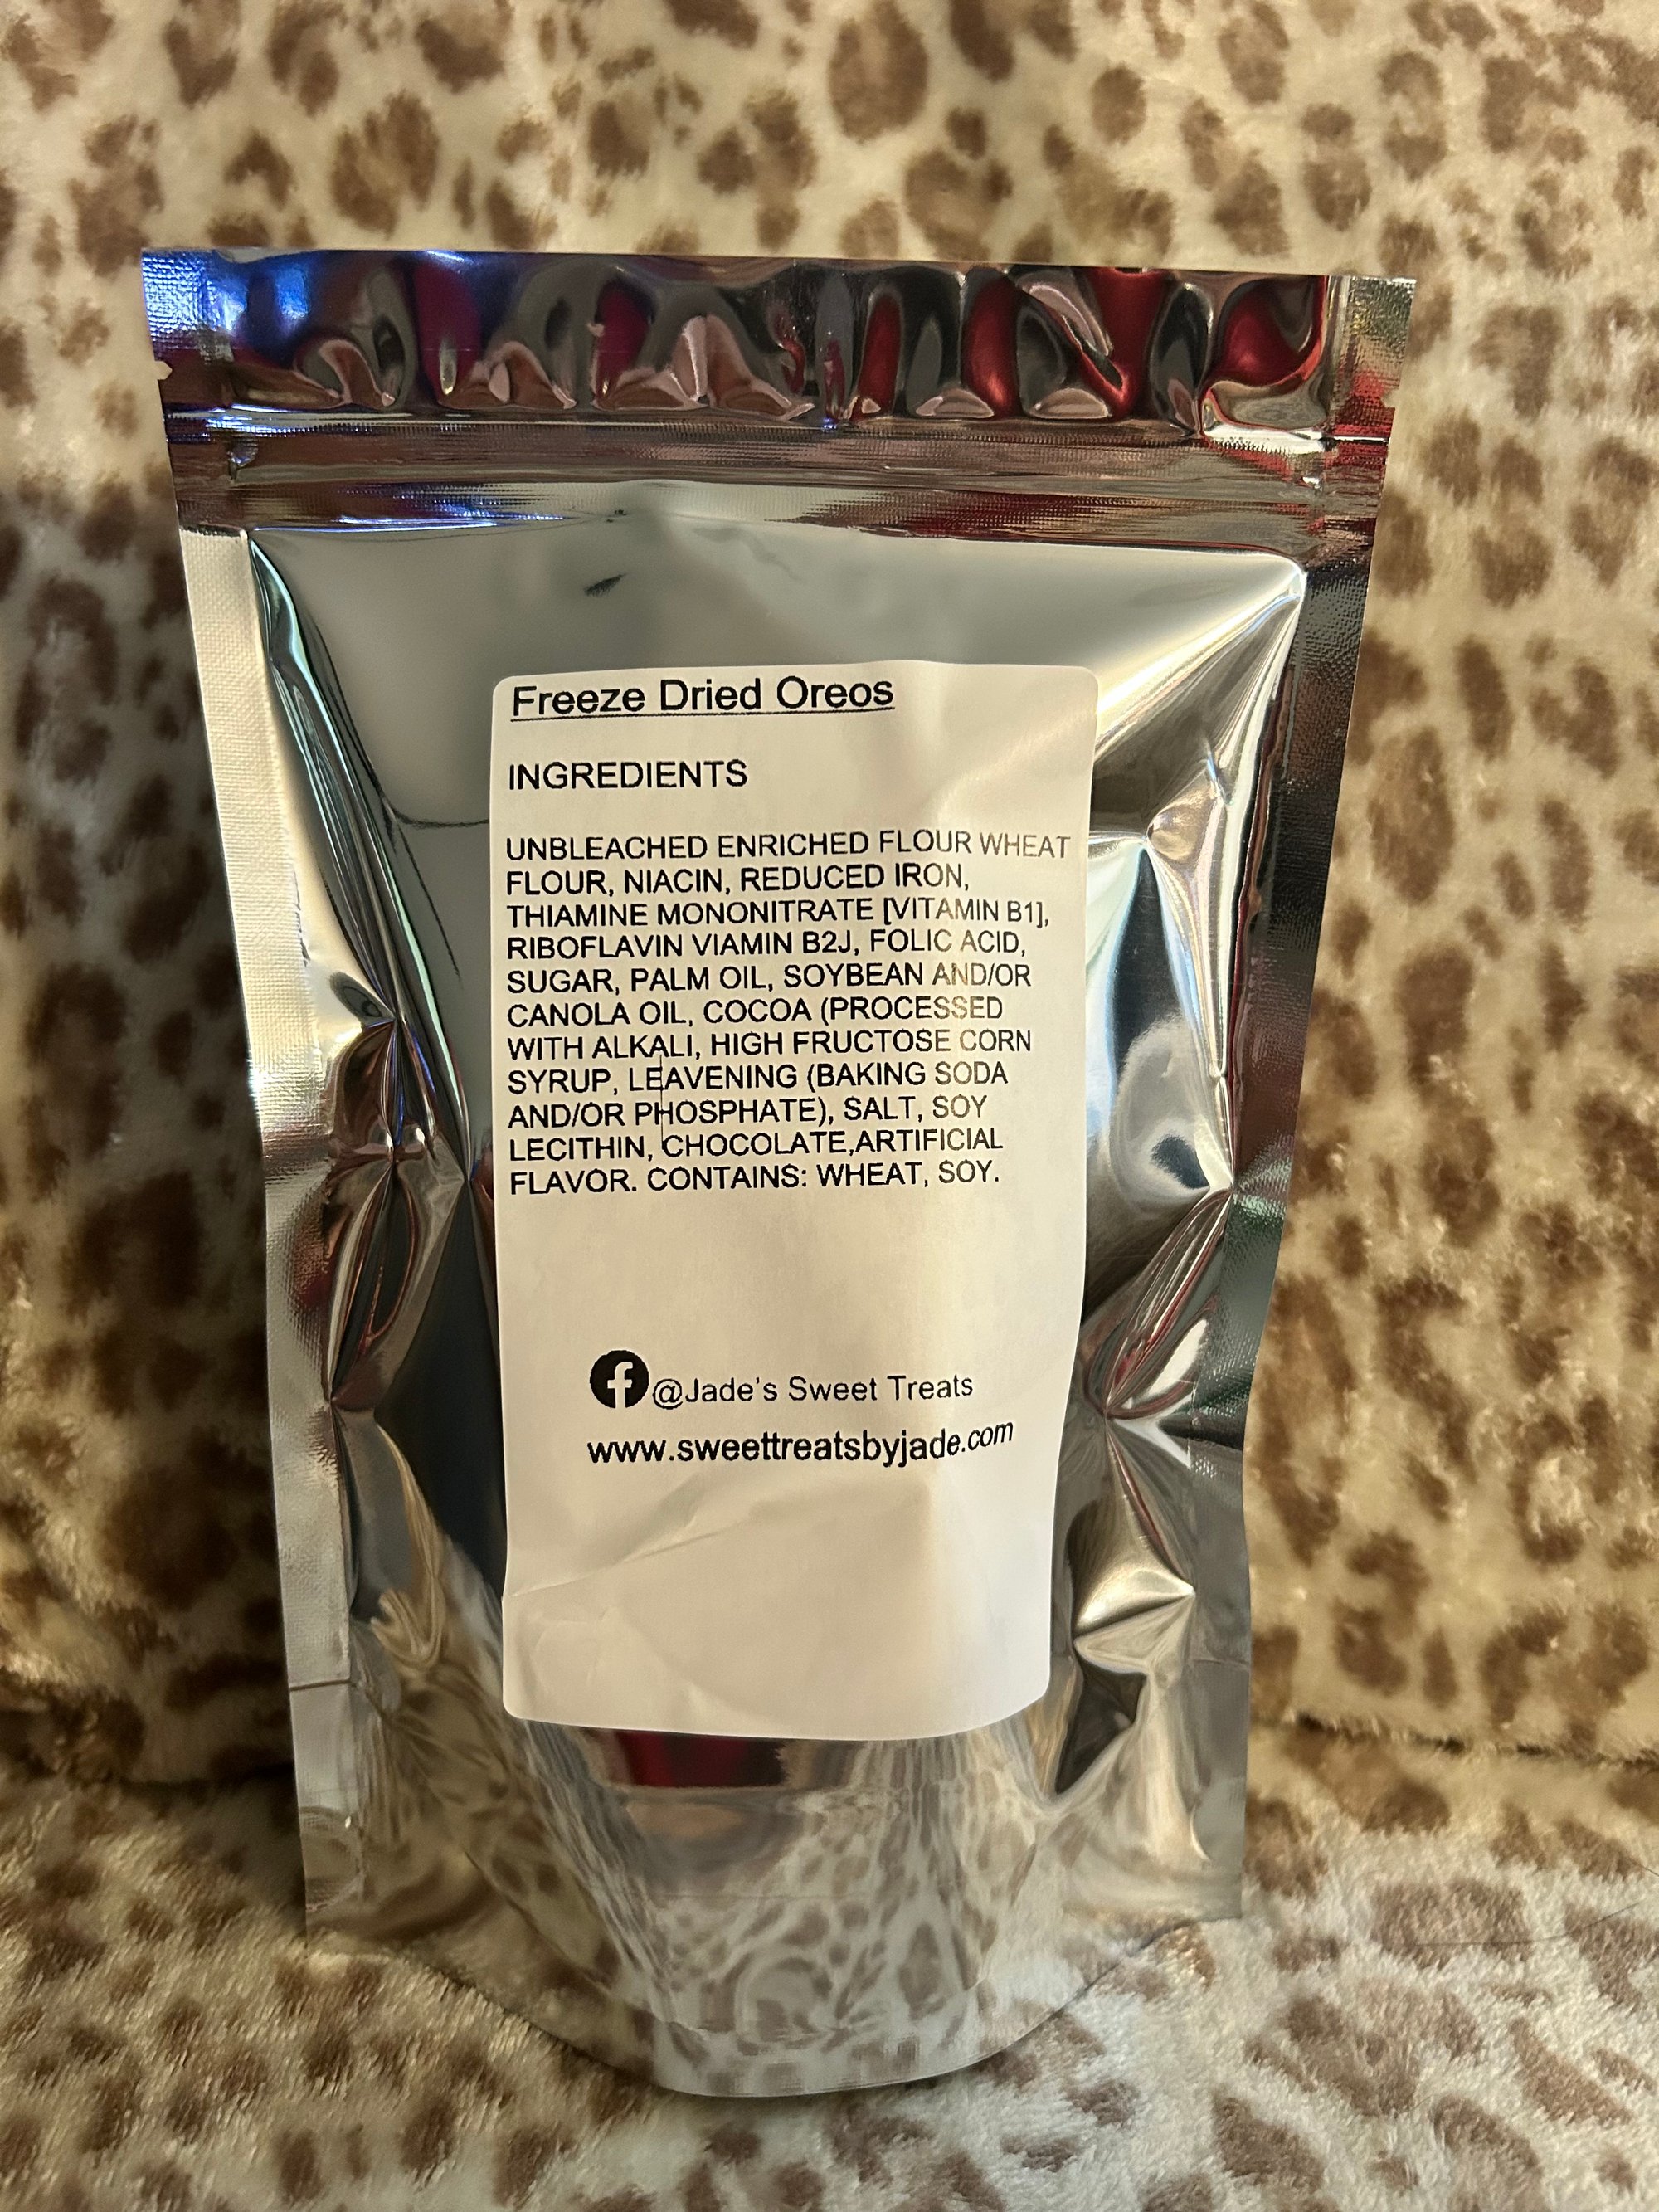 Freeze Dried Oreos
INGREDIENTS
UNBLEACHED ENRICHED FLOUR WHEAT
FLOUR, NIACIN, REDUCED IRON,
THIAMINE MONONITRATE [VITAMIN B1],
RIBOFLAVIN VIAMIN B2J, FOLIC ACID,
SUGAR, PALM OIL, SOYBEAN AND/OR
CANOLA OIL, COCOA (PROCESSED
WITH ALKALI, HIGH FRUCTOSE CORN
SYRUP, LEAVENING (BAKING SODA
AND/OR PHOSPHATE), SALT, SOY
LECITHIN, CHOCOLATE,ARTIFICIAL
FLAVOR. CONTAINS: WHEAT, SOY.
@Jade's Sweet Treats
www.sweettreatsbyjade.com